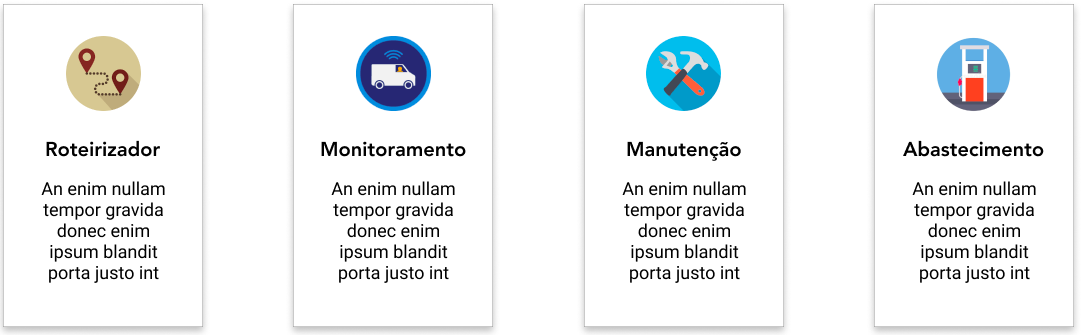 Roteirizador
An enim nullam
tempor gravida
donec enim
ipsum blandit
porta justo int
Monitoramento
An enim nullam
tempor gravida
donec enim
ipsum blandit
porta justo int
Manutenção
An enim nullam
tempor gravida
donec enim
ipsum blandit
porta justo int
Abastecimento
An enim nullam
tempor gravida
donec enim
ipsum blandit
porta justo int